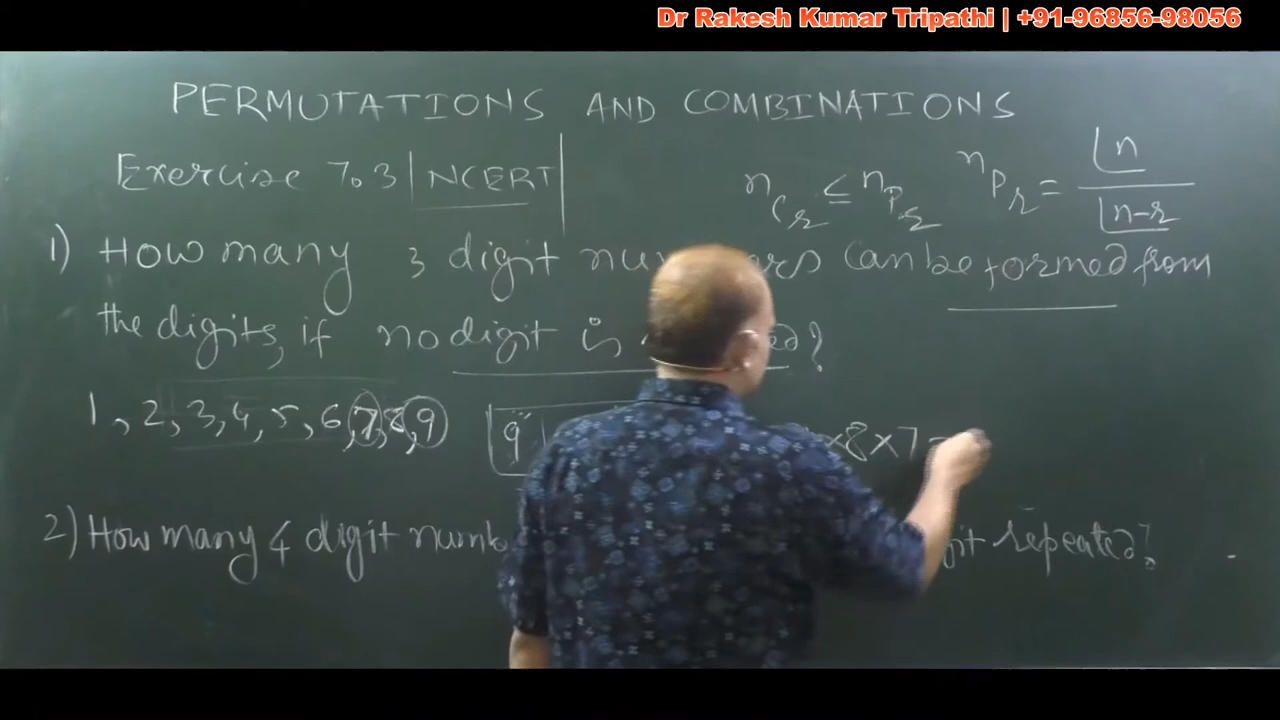 Dr Rakesh Kumar Tripathi | +91-96856-98056
PERMUTATIONS AND COMBINATIONS
Exercise 7.3 | NCERT |
nCr ≤ nPr nPr = ⌊n / ⌊n-r
1) How many 3 digit can be formed from
the digits, if no digit is ?
1, 2, 3, 4, 5, 6, 7, 8, 9 9 ×8×7=
2) How many 4 digit repeated?